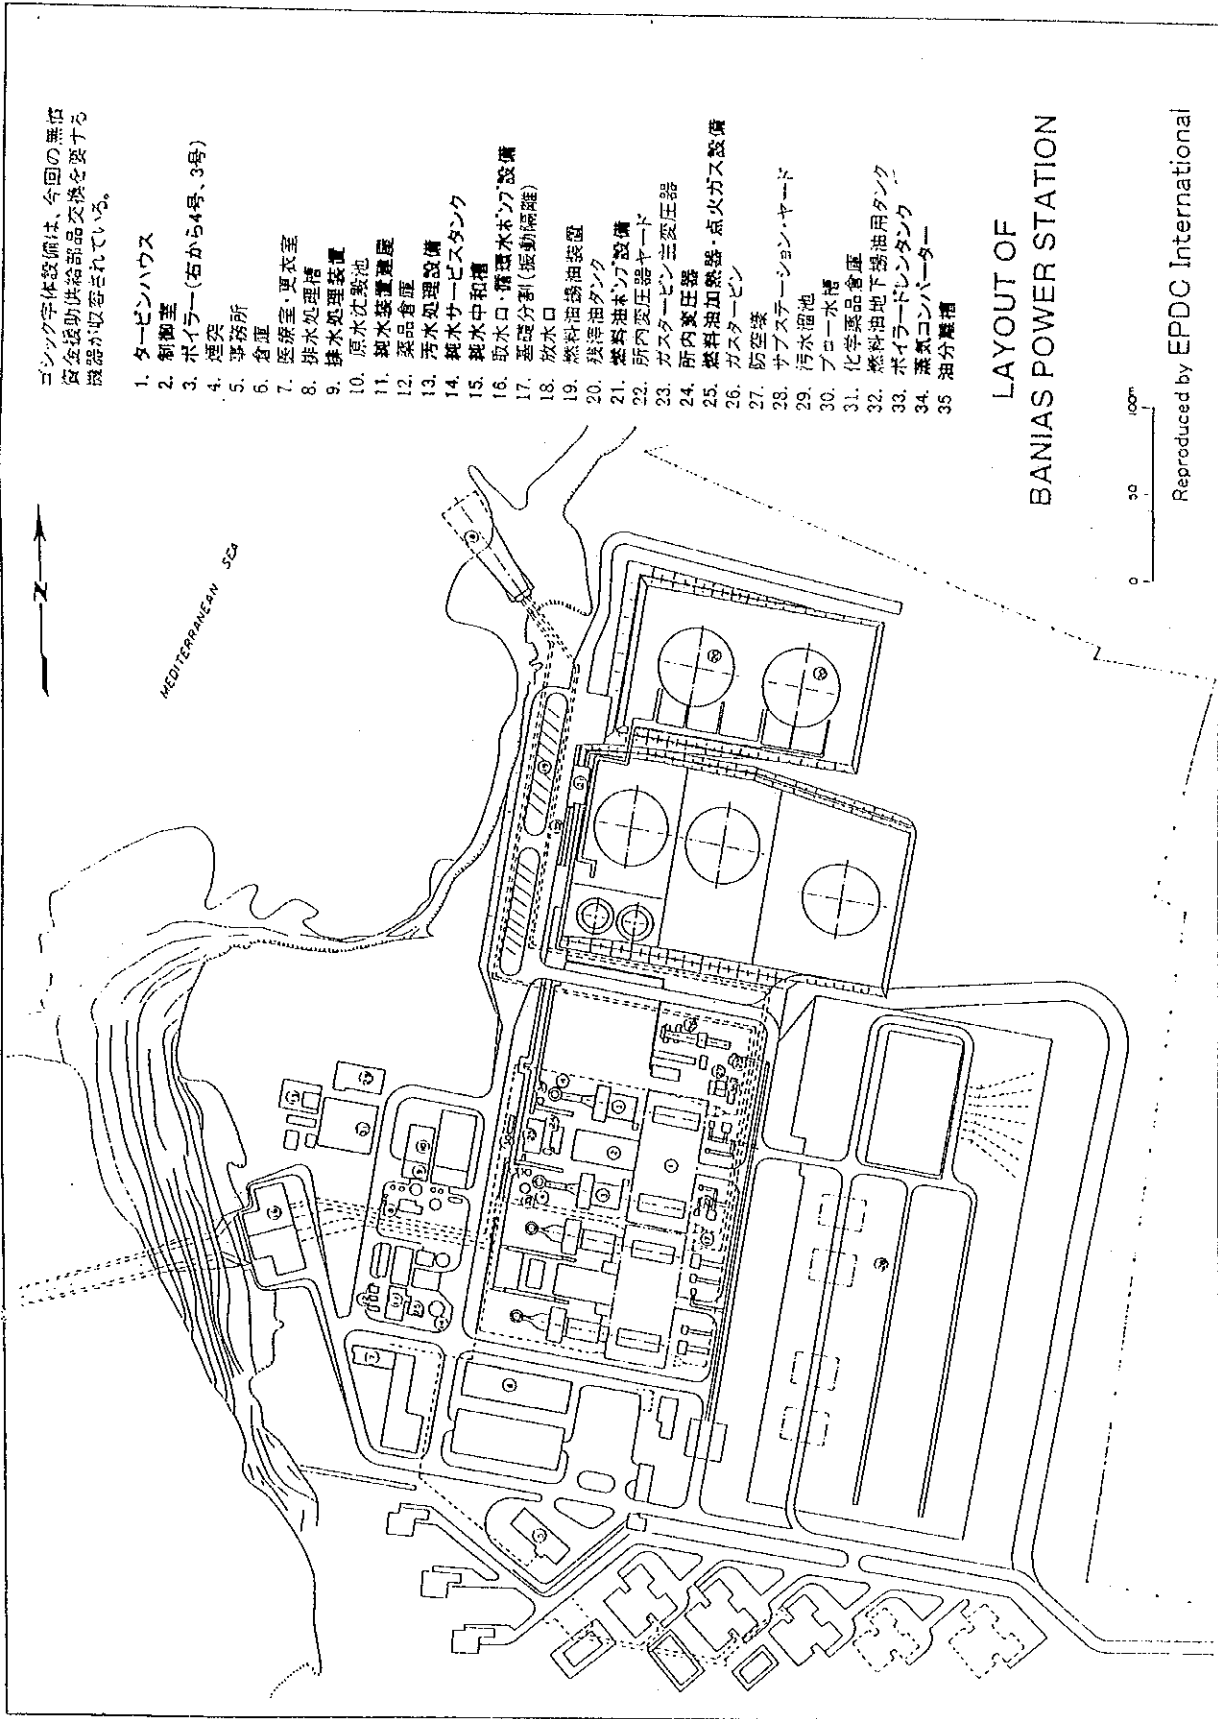 ゴシック字体設備は、今回の無償
資金援助供給部品交換を要する
機器が収容されている。
1. タービンハウス
2. 制御室
3. ボイラー(右から4号、3号)
4. 煙突
5. 事務所
6. 倉庫
7. 医療室・更衣室
8. 排水処理槽
9. 排水処理装置
10. 原水沈澱池
11. 純水装置建屋
12. 薬品倉庫
13. 汚水処理設備
14. 純水サービスタンク
15. 純水中和槽
16. 取水口・循環水ポンプ設備
17. 基礎分割(振動隔離)
18. 放水口
19. 燃料油揚油装置
20. 残滓油タンク
21. 燃料油ポンプ設備
22. 所内変圧器ヤード
23. ガスタービン主変圧器
24. 所内変圧器
25. 燃料油加熱器・点火ガス設備
26. ガスタービン
27. 防空壕
28. サブステーション・ヤード
29. 汚水溜池
30. ブロー水槽
31. 化学薬品倉庫
32. 燃料油地下揚油用タンク
33. ボイラードレンタンク
34. 蒸気コンバーター
35 油分離槽
N
MEDITERRANEAN SEA
LAYOUT OF
BANIAS POWER STATION
0 50 100m
Reproduced by EPDC International